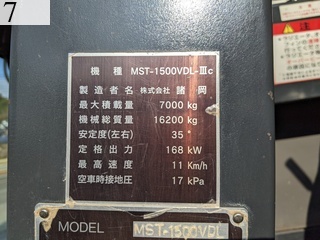 7
機 種 MST-1500VDL-Ⅲc
製造者名 株式会社 諸 岡
最大積載量 7000 kg
機械総質量 16200 kg
安定度(左右) 35°
定格出力 168 kW
最高速度 11 Km/h
空車時接地圧 17 kPa
MODEL MST-1500VDL